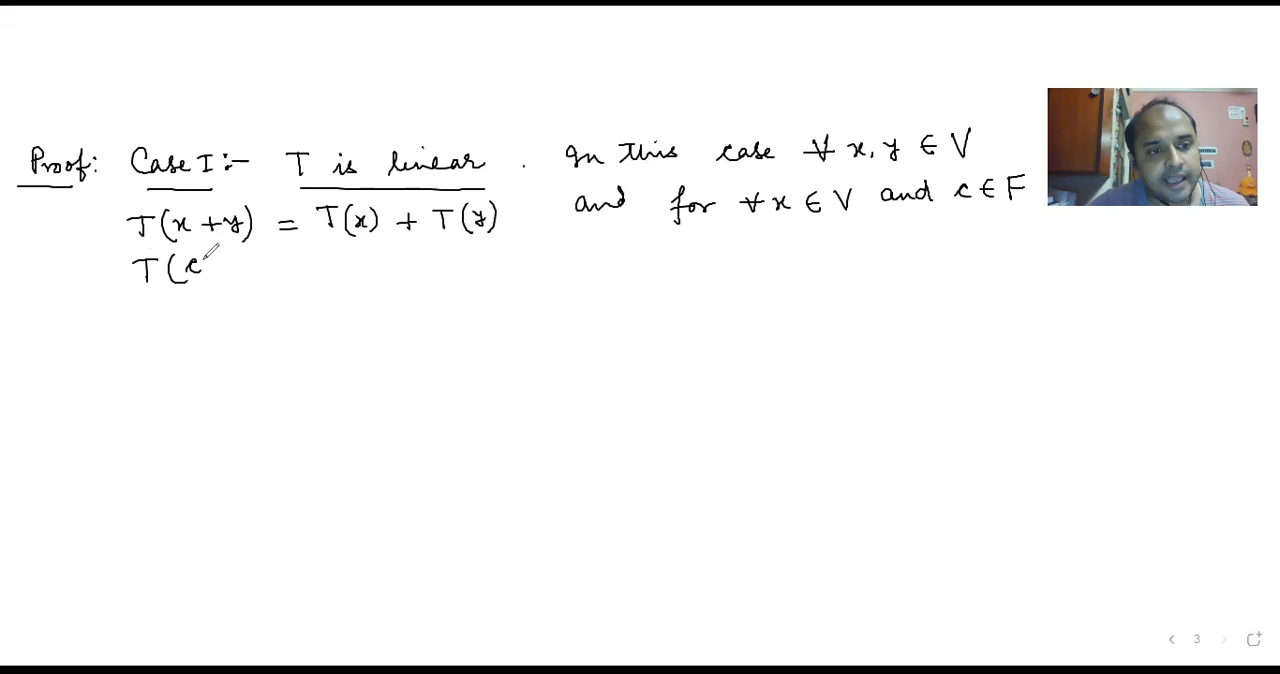 Proof: Case I:- T is linear. In this case ∀ x, y ∈ V
T(x + y) = T(x) + T(y) and for ∀ x ∈ V and c ∈ F
T(c
3